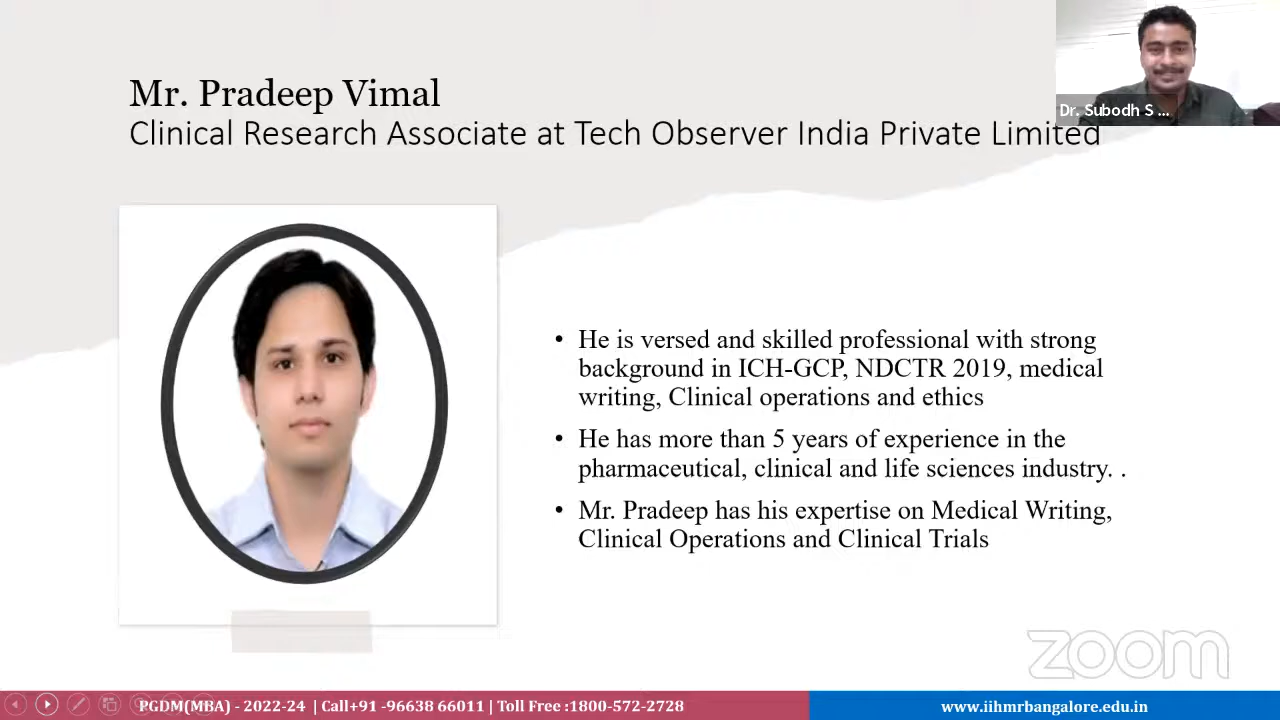 Mr. Pradeep Vimal
Clinical Research Associate at Tech Observer India Private Limited
Dr. Subodh S ...
• He is versed and skilled professional with strong
background in ICH-GCP, NDCTR 2019, medical
writing, Clinical operations and ethics
• He has more than 5 years of experience in the
pharmaceutical, clinical and life sciences industry. .
• Mr. Pradeep has his expertise on Medical Writing,
Clinical Operations and Clinical Trials
zoom
PGDM(MBA) - 2022-24 | Call+91 -96638 66011 | Toll Free :1800-572-2728
www.iihmrbangalore.edu.in